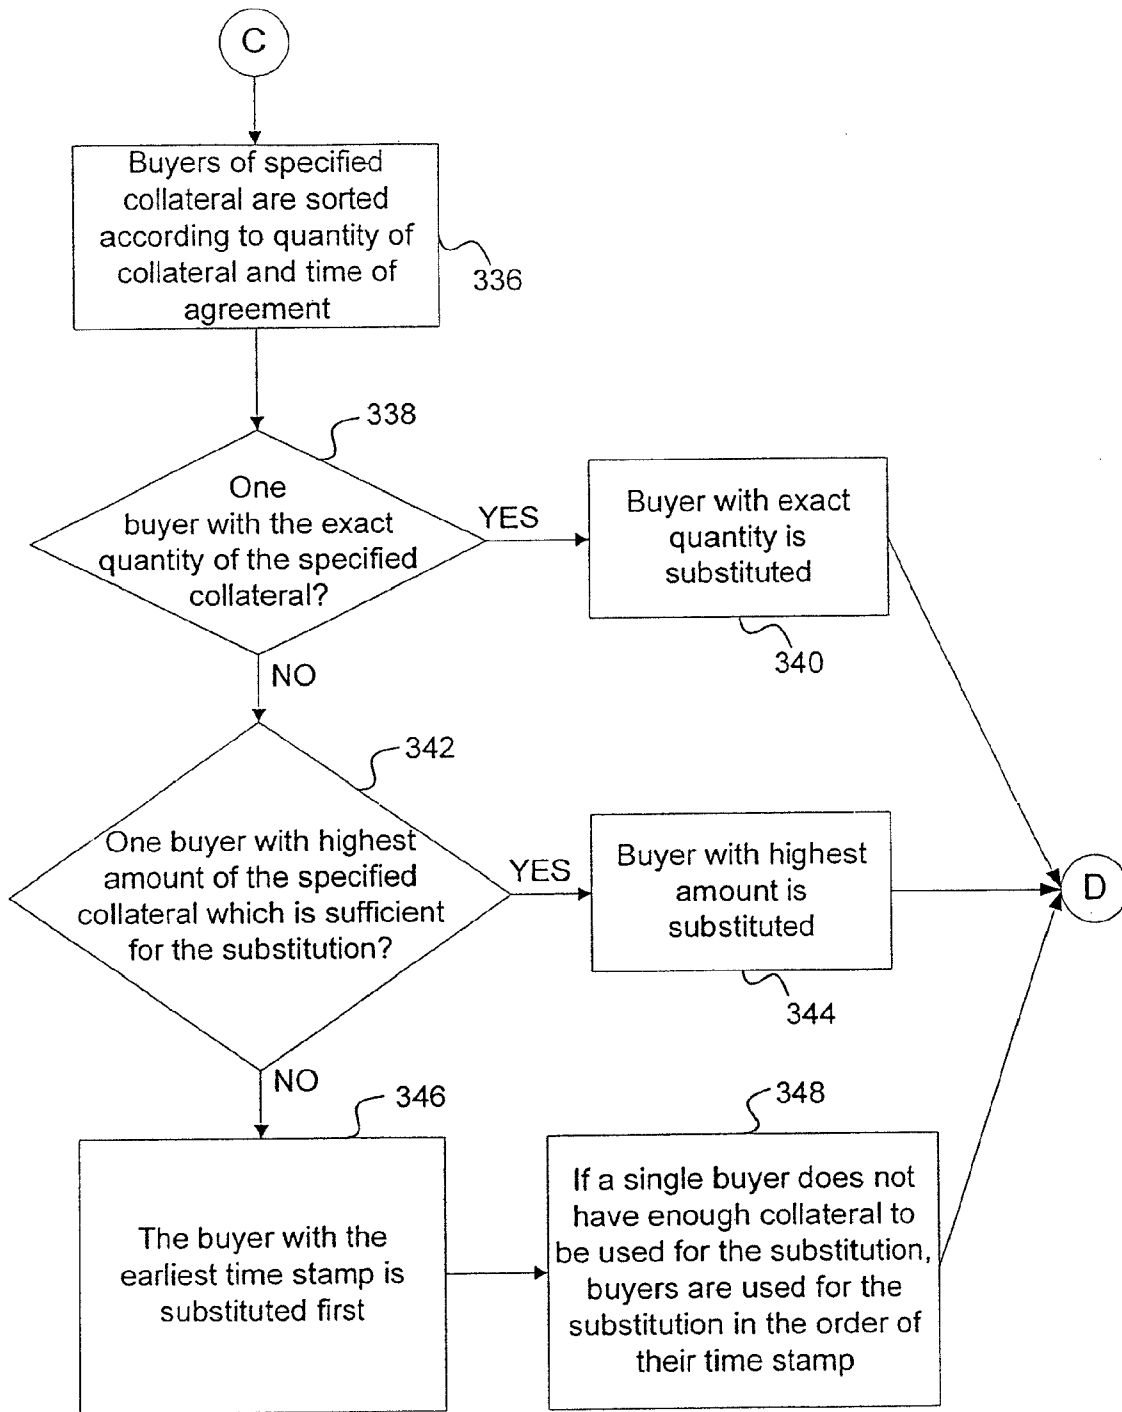 C
Buyers of specified
collateral are sorted
according to quantity of
collateral and time of
agreement
336
338
One
buyer with the exact
quantity of the specified
collateral?
YES
Buyer with exact
quantity is
substituted
340
NO
342
One buyer with highest
amount of the specified
collateral which is sufficient
for the substitution?
YES
Buyer with highest
amount is
substituted
D
344
NO
346
348
The buyer with the
earliest time stamp is
substituted first
If a single buyer does not
have enough collateral to
be used for the substitution,
buyers are used for the
substitution in the order of
their time stamp